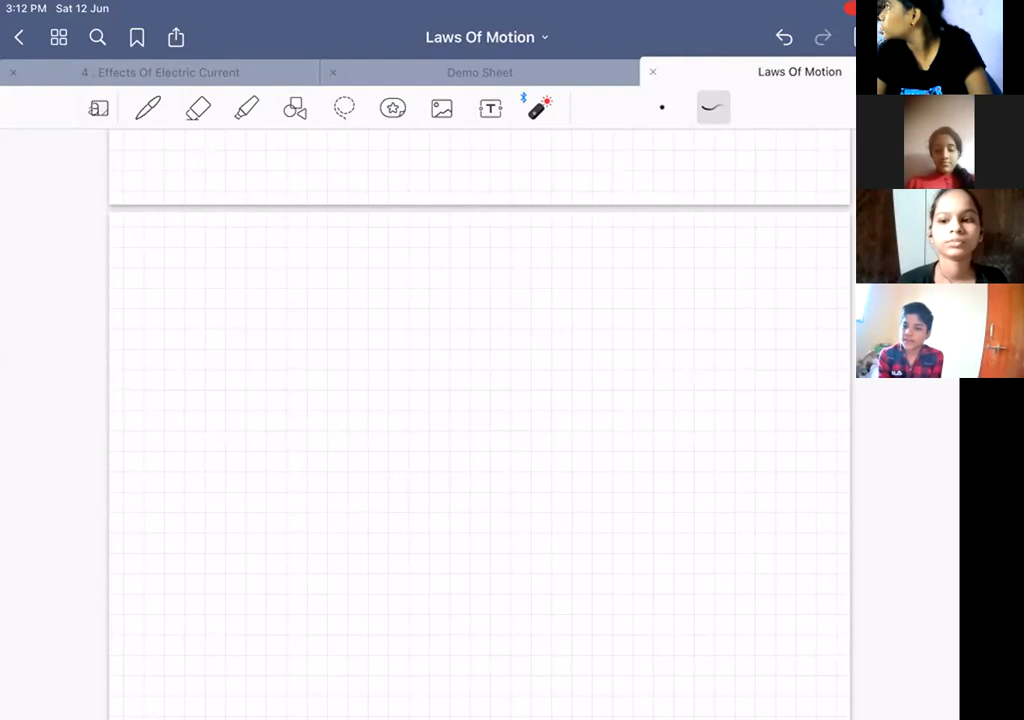 3:12 PM Sat 12 Jun
Laws Of Motion
4 . Effects Of Electric Current
Demo Sheet
Laws Of Motion
T